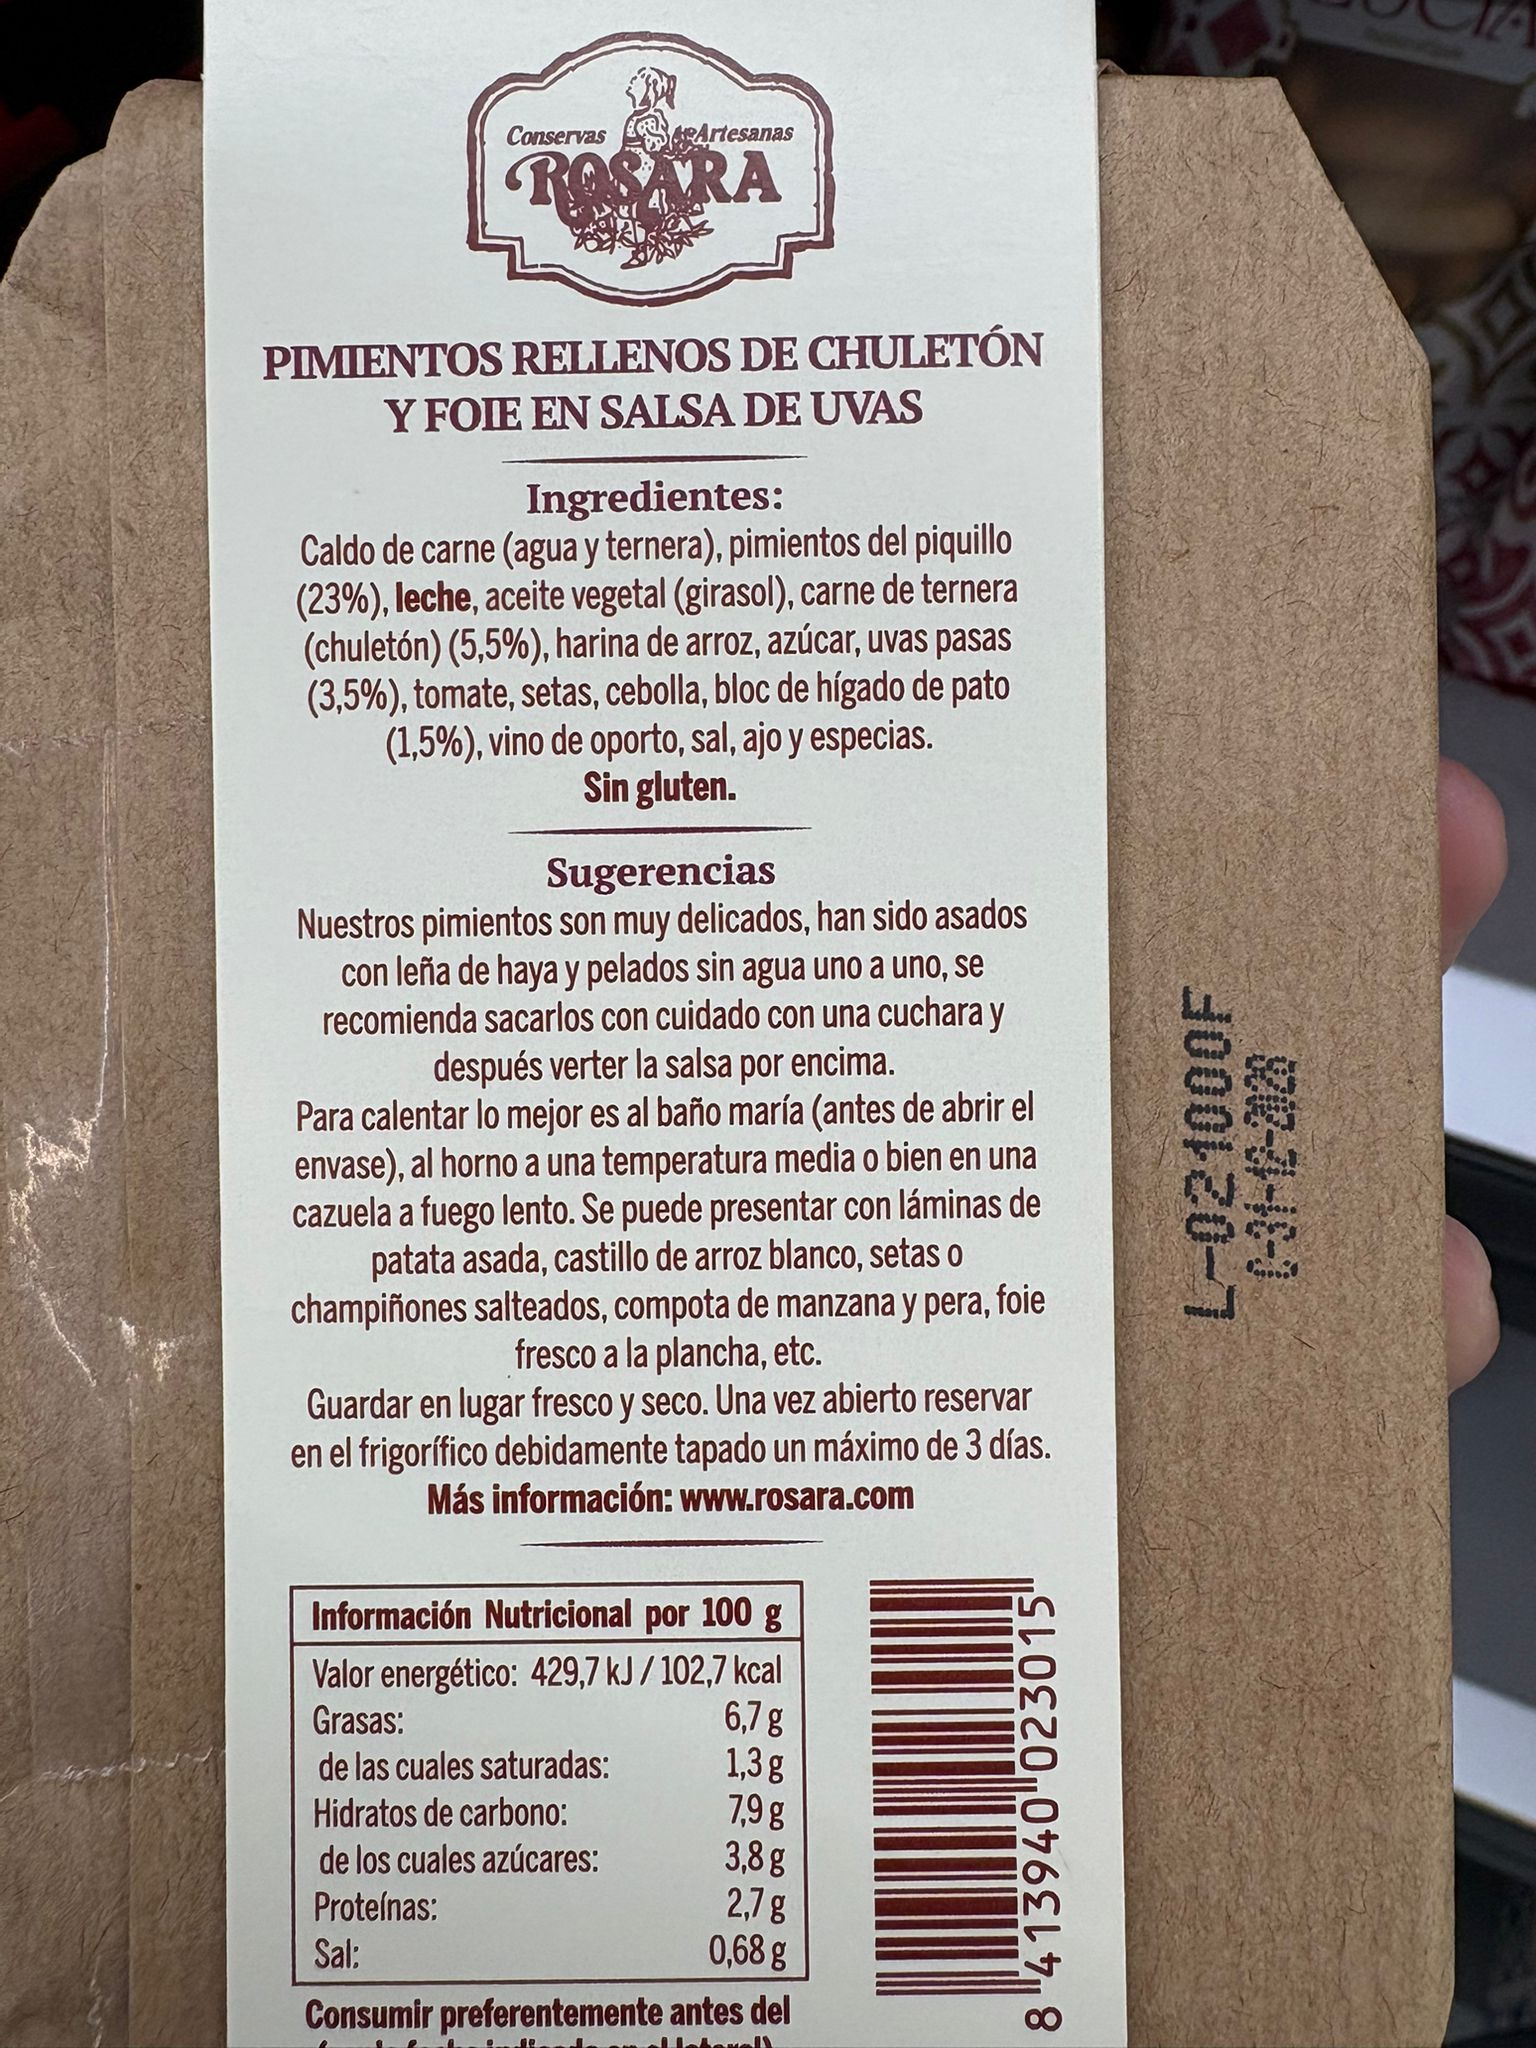 Conservas Artesanas
ROSARA
PIMIENTOS RELLENOS DE CHULETÓN
Y FOIE EN SALSA DE UVAS
Ingredientes:
Caldo de carne (agua y ternera), pimientos del piquillo
(23%), leche, aceite vegetal (girasol), carne de ternera
(chuletón) (5,5%), harina de arroz, azúcar, uvas pasas
(3,5%), tomate, setas, cebolla, bloc de hígado de pato
(1,5%), vino de oporto, sal, ajo y especias.
Sin gluten.
Sugerencias
Nuestros pimientos son muy delicados, han sido asados
con leña de haya y pelados sin agua uno a uno, se
recomienda sacarlos con cuidado con una cuchara y
después verter la salsa por encima.
Para calentar lo mejor es al baño maría (antes de abrir el
envase), al horno a una temperatura media o bien en una
cazuela a fuego lento. Se puede presentar con láminas de
patata asada, castillo de arroz blanco, setas o
champiñones salteados, compota de manzana y pera, foie
fresco a la plancha, etc.
Guardar en lugar fresco y seco. Una vez abierto reservar
en el frigorífico debidamente tapado un máximo de 3 días.
Más información: www.rosara.com
Información Nutricional por 100 g
Valor energético: 429,7 kJ / 102,7 kcal
Grasas: 6,7 g
de las cuales saturadas: 1,3 g
Hidratos de carbono: 7,9 g
de los cuales azúcares: 3,8 g
Proteínas: 2,7 g
Sal: 0,68 g
Consumir preferentemente antes del
8 413940 023015
L-021000F